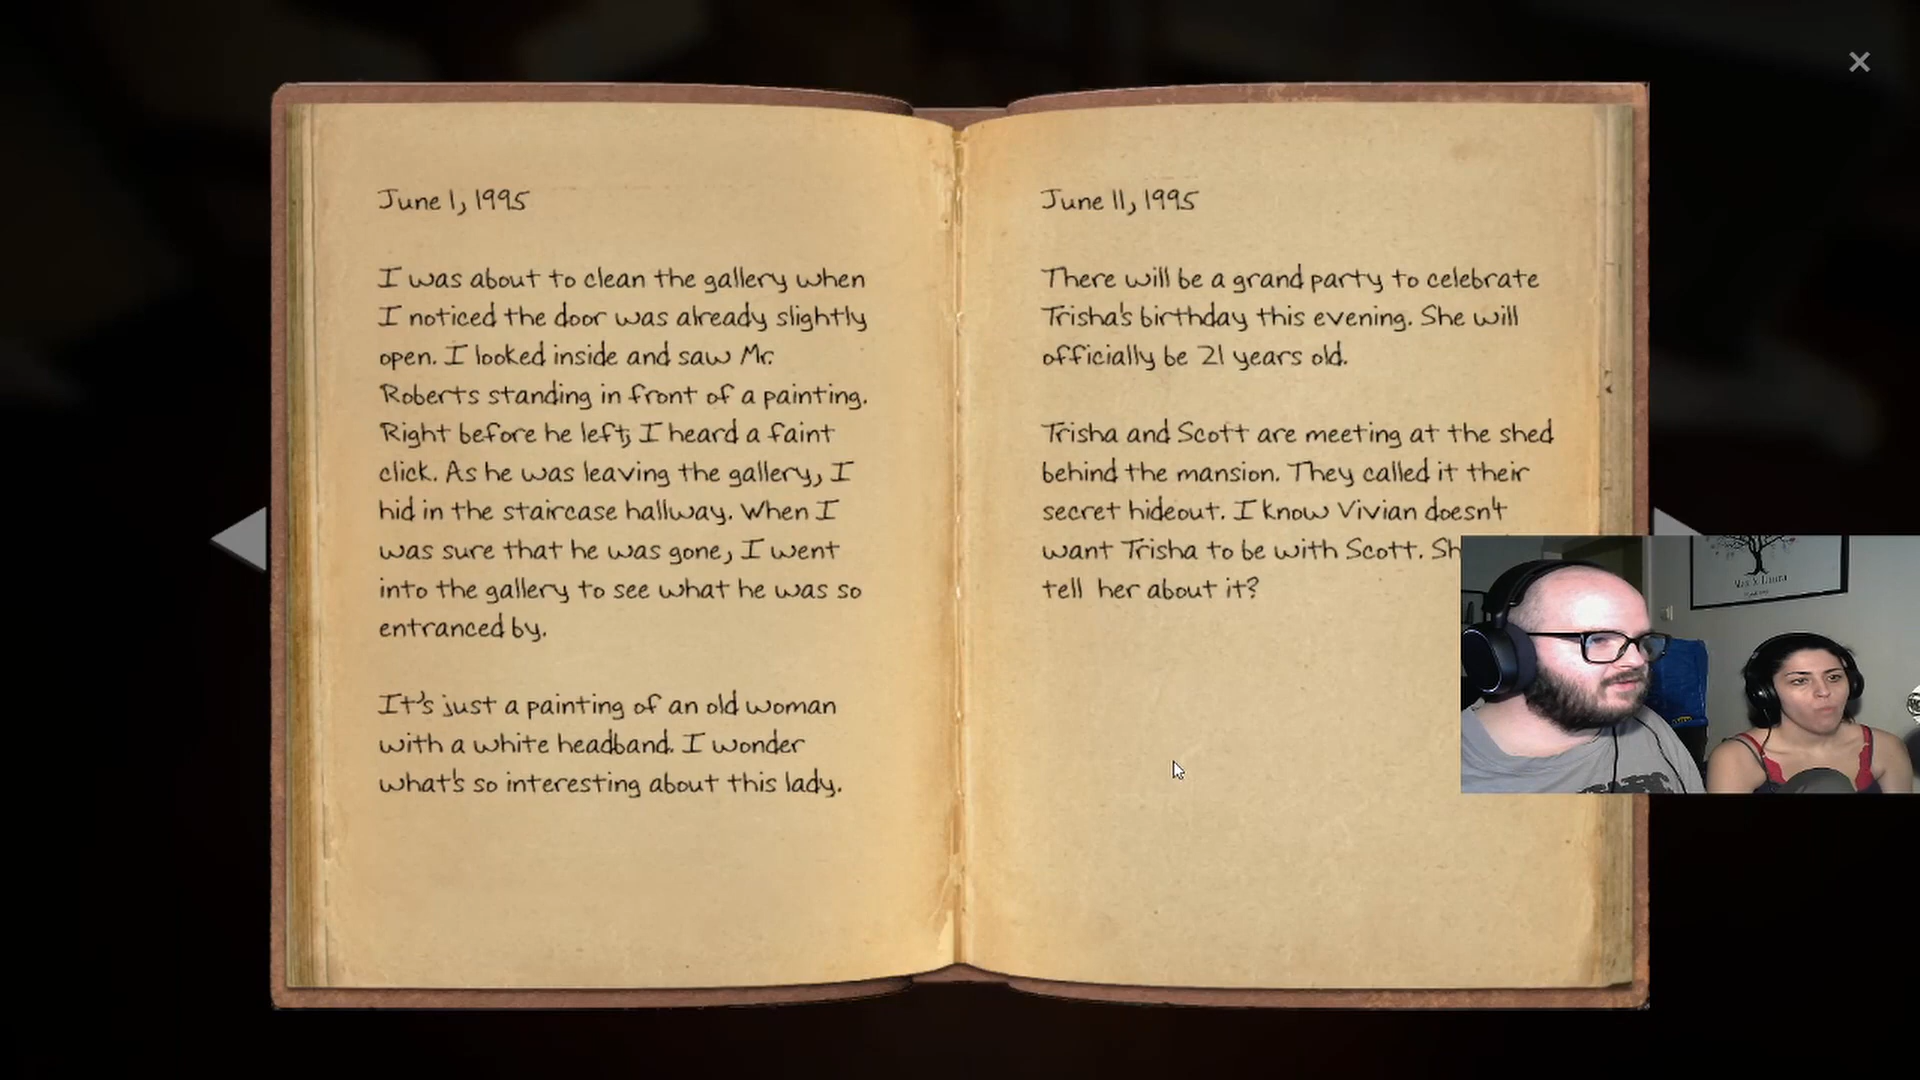 June 1, 1995
I was about to clean the gallery when
I noticed the door was already slightly
open. I looked inside and saw Mr.
Roberts standing in front of a painting.
Right before he left, I heard a faint
click. As he was leaving the gallery, I
hid in the staircase hallway. When I
was sure that he was gone, I went
into the gallery to see what he was so
entranced by.
It's just a painting of an old woman
with a white headband. I wonder
what's so interesting about this lady.
June 11, 1995
There will be a grand party to celebrate
Trisha's birthday this evening. She will
officially be 21 years old.
Trisha and Scott are meeting at the shed
behind the mansion. They called it their
secret hideout. I know Vivian doesn't
want Trisha to be with Scott. Sh
tell her about it?